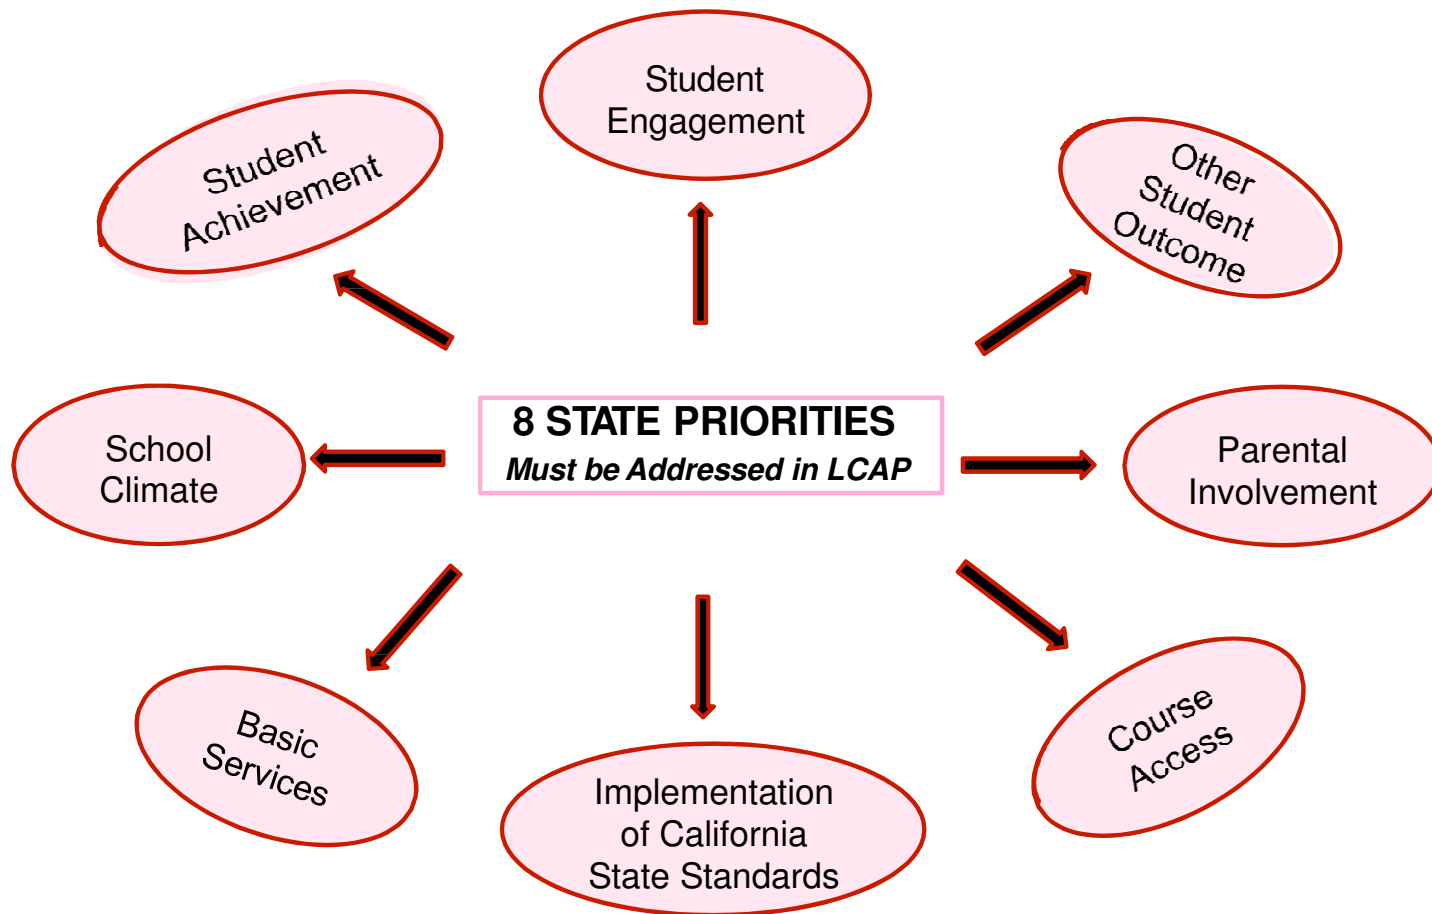 Student
Engagement
Student
Achievement
Other
Student
Outcome
8 STATE PRIORITIES
Must be Addressed in LCAP
School
Climate
Parental
Involvement
Basic
Services
Course
Access
Implementation
of California
State Standards